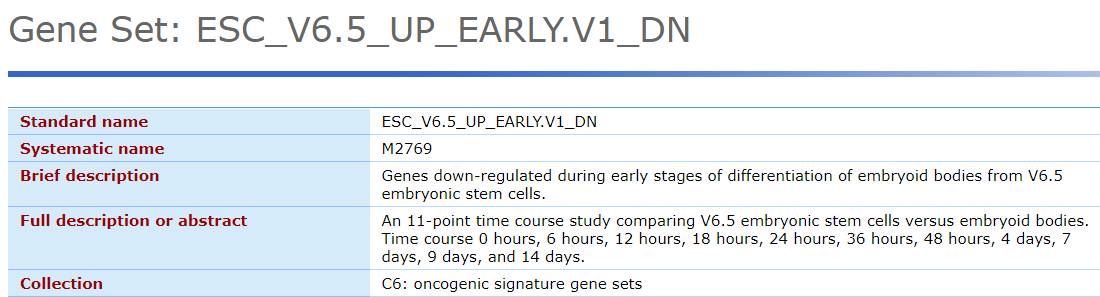 Gene Set: ESC_V6.5_UP_EARLY.V1_DN
Standard name ESC_V6.5_UP_EARLY.V1_DN
Systematic name M2769
Brief description Genes down-regulated during early stages of differentiation of embryoid bodies from V6.5
embryonic stem cells.
Full description or abstract An 11-point time course study comparing V6.5 embryonic stem cells versus embryoid bodies.
Time course 0 hours, 6 hours, 12 hours, 18 hours, 24 hours, 36 hours, 48 hours, 4 days, 7
days, 9 days, and 14 days.
Collection C6: oncogenic signature gene sets